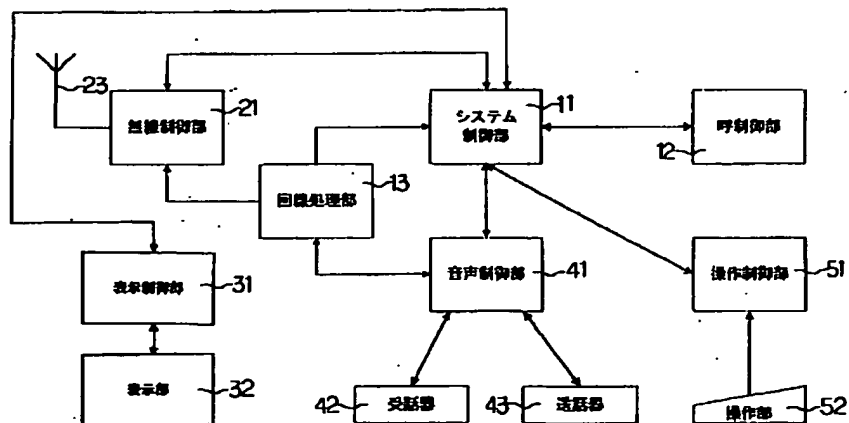 23
無線制御部
21
システム
制御部
11
呼制御部
12
回線処理部
13
表示制御部
31
音声制御部
41
操作制御部
51
表示部
32
42
受話器
43
送話器
操作部
52